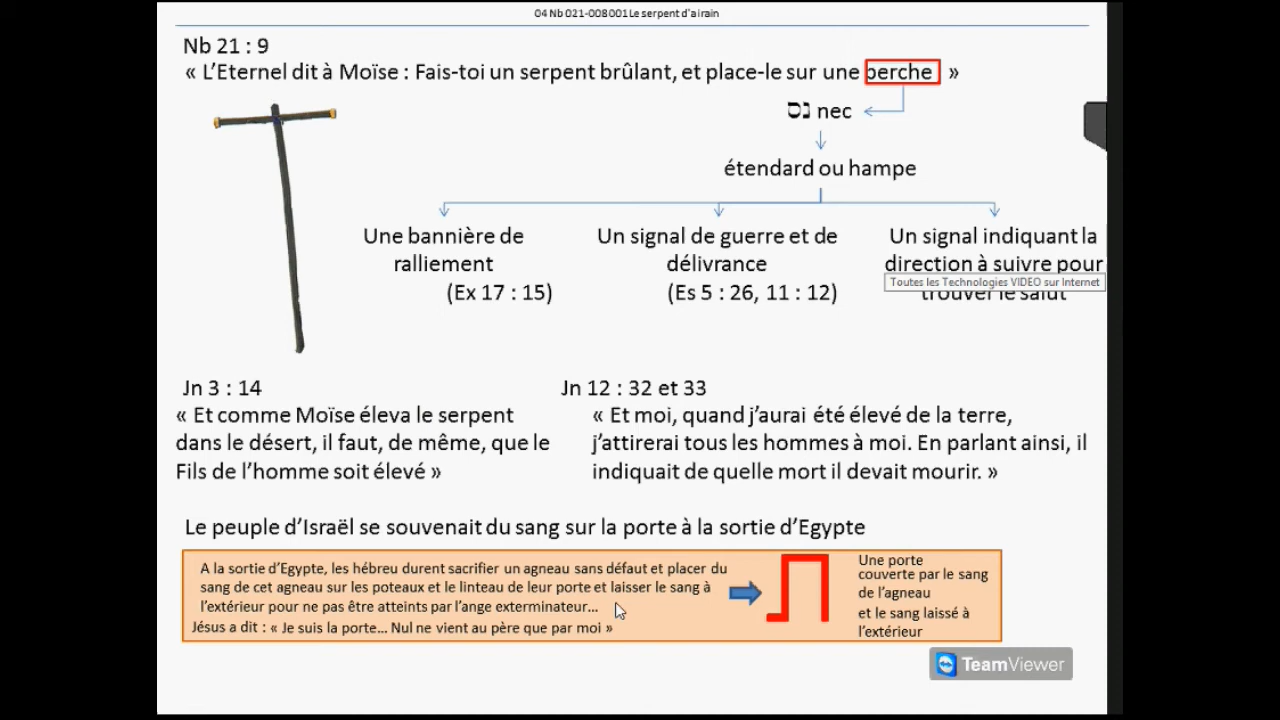 04 Nb 021-008001Le serpent d'airain
Nb 21 : 9
« L’Eternel dit à Moïse : Fais-toi un serpent brûlant, et place-le sur une perche »
נס nec
étendard ou hampe
Une bannière de
ralliement
(Ex 17 : 15)
Un signal de guerre et de
délivrance
(Es 5 : 26, 11 : 12)
Un signal indiquant la
direction à suivre pour
Toutes les Technologies VIDEO sur Internet
trouver le salut
Jn 3 : 14
« Et comme Moïse éleva le serpent
dans le désert, il faut, de même, que le
Fils de l’homme soit élevé »
Jn 12 : 32 et 33
« Et moi, quand j’aurai été élevé de la terre,
j’attirerai tous les hommes à moi. En parlant ainsi, il
indiquait de quelle mort il devait mourir. »
Le peuple d’Israël se souvenait du sang sur la porte à la sortie d’Egypte
A la sortie d’Egypte, les hébreu durent sacrifier un agneau sans défaut et placer du
sang de cet agneau sur les poteaux et le linteau de leur porte et laisser le sang à
l’extérieur pour ne pas être atteints par l’ange exterminateur...
Jésus a dit : « Je suis la porte... Nul ne vient au père que par moi »
Une porte
couverte par le sang
de l’agneau
et le sang laissé à
l’extérieur
TeamViewer